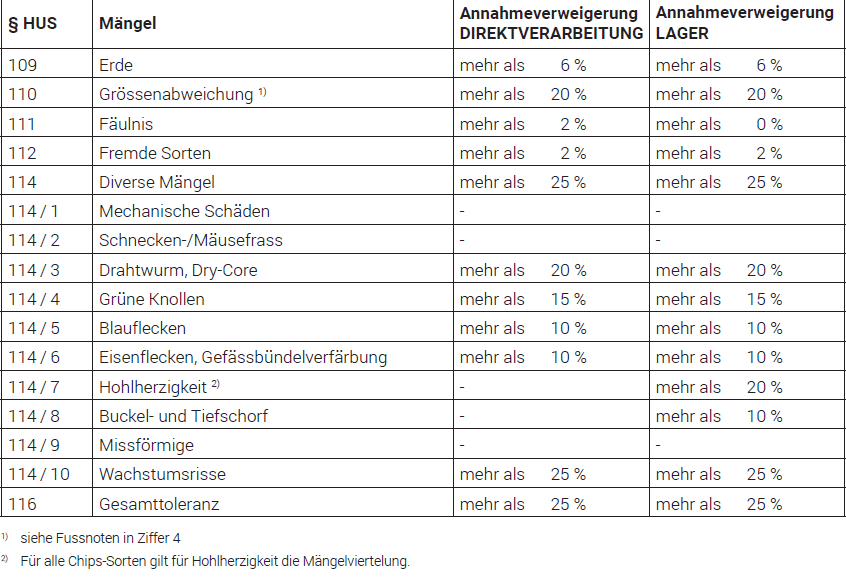 § HUS Mängel Annahmeverweigerung DIREKTVERARBEITUNG Annahmeverweigerung LAGER
109 Erde mehr als 6 % mehr als 6 %
110 Grössenabweichung 1) mehr als 20 % mehr als 20 %
111 Fäulnis mehr als 2 % mehr als 0 %
112 Fremde Sorten mehr als 2 % mehr als 2 %
114 Diverse Mängel mehr als 25 % mehr als 25 %
114 / 1 Mechanische Schäden - -
114 / 2 Schnecken-/Mäusefrass - -
114 / 3 Drahtwurm, Dry-Core mehr als 20 % mehr als 20 %
114 / 4 Grüne Knollen mehr als 15 % mehr als 15 %
114 / 5 Blauflecken mehr als 10 % mehr als 10 %
114 / 6 Eisenflecken, Gefässbündelverfärbung mehr als 10 % mehr als 10 %
114 / 7 Hohlherzigkeit 2) - mehr als 20 %
114 / 8 Buckel- und Tiefschorf - mehr als 10 %
114 / 9 Missförmige - -
114 / 10 Wachstumsrisse mehr als 25 % mehr als 25 %
116 Gesamttoleranz mehr als 25 % mehr als 25 %
1) siehe Fussnoten in Ziffer 4
2) Für alle Chips-Sorten gilt für Hohlherzigkeit die Mängelviertelung.